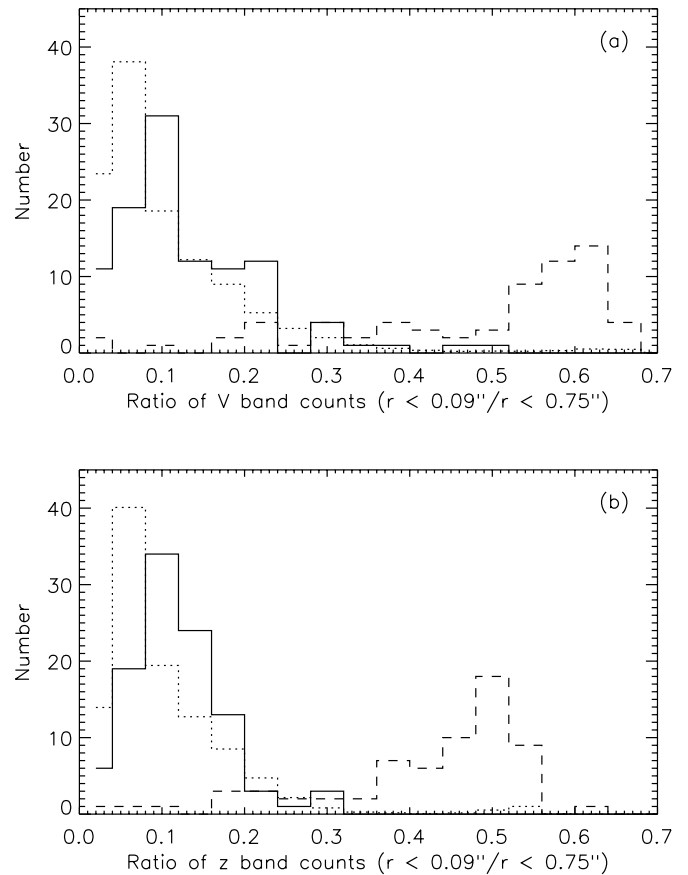 (a)
40
30
20
10
0
Number
0.0 0.1 0.2 0.3 0.4 0.5 0.6 0.7
Ratio of V band counts (r < 0.09"/r < 0.75")
(b)
40
30
20
10
0
Number
0.0 0.1 0.2 0.3 0.4 0.5 0.6 0.7
Ratio of z band counts (r < 0.09"/r < 0.75")